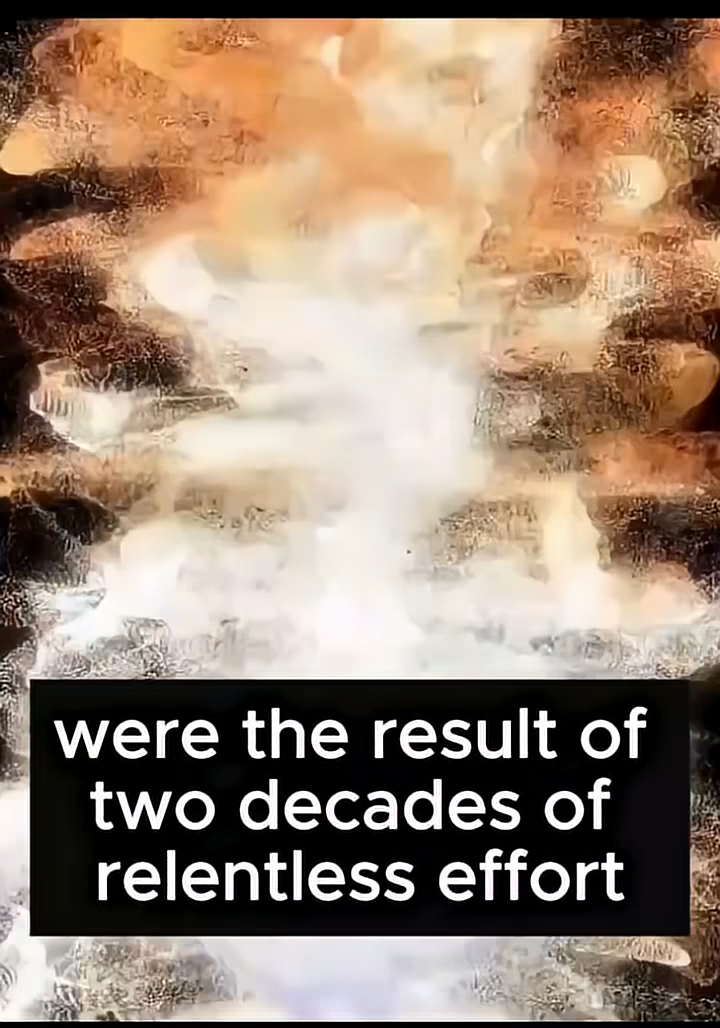 were the result of
two decades of
relentless effort